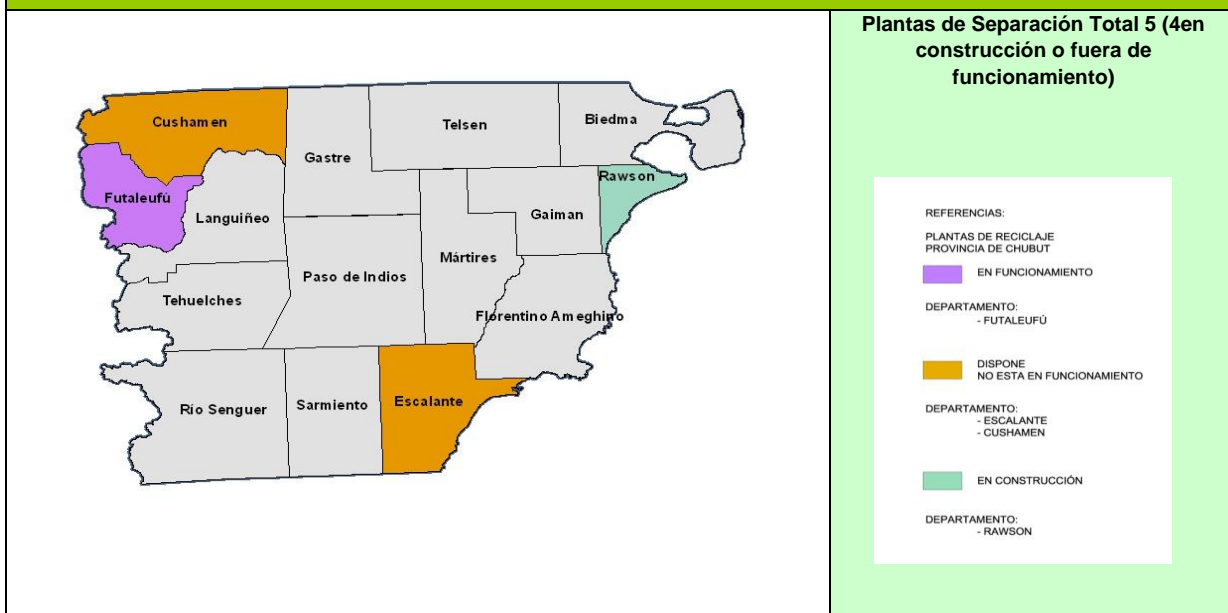 Plantas de Separación Total 5 (4en
construcción o fuera de
funcionamiento)
Cushamen
Telsen
Biedma
Gastre
Rawson
Futaleufú
Languiñeo
Gaiman
Mártires
Paso de Indios
Tehuelches
Florentino Ameghino
Río Senguer
Sarmiento
Escalante
REFERENCIAS:
PLANTAS DE RECICLAJE
PROVINCIA DE CHUBUT
EN FUNCIONAMIENTO
DEPARTAMENTO:
- FUTALEUFÚ
DISPONE
NO ESTA EN FUNCIONAMIENTO
DEPARTAMENTO:
- ESCALANTE
- CUSHAMEN
EN CONSTRUCCIÓN
DEPARTAMENTO:
- RAWSON